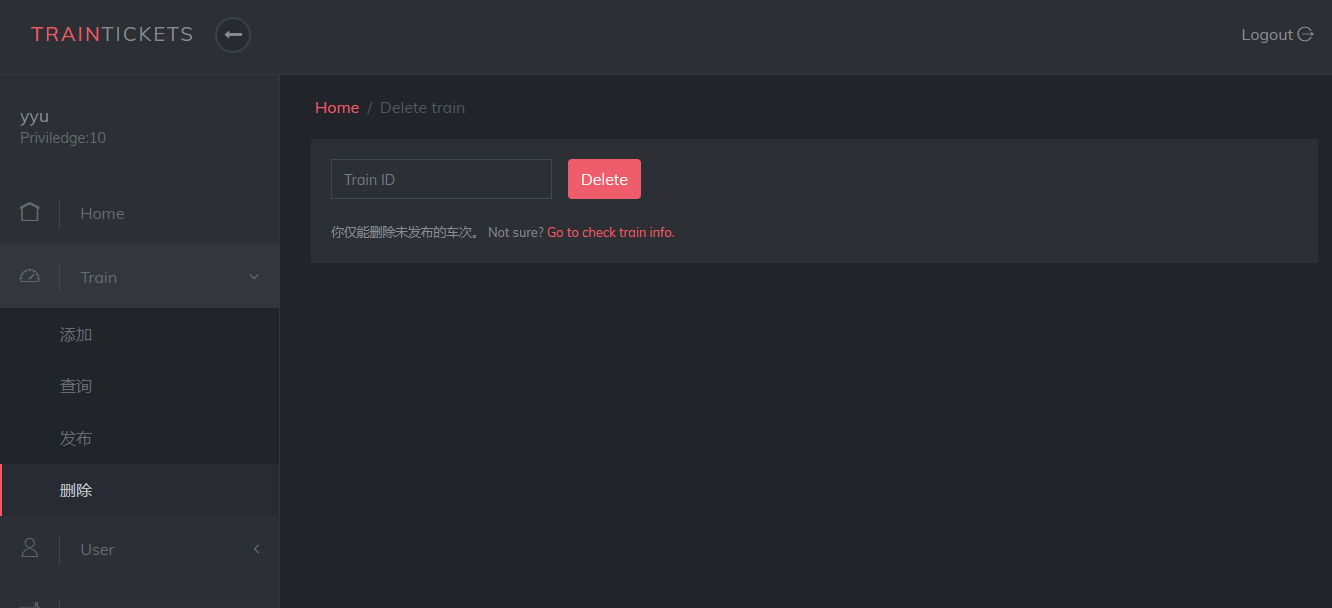 TRAINTICKETS
Logout
yyu
Priviledge:10
Home
Train
添加
查询
发布
删除
User
Home / Delete train
Train ID
Delete
你仅能删除未发布的车次。 Not sure? Go to check train info.